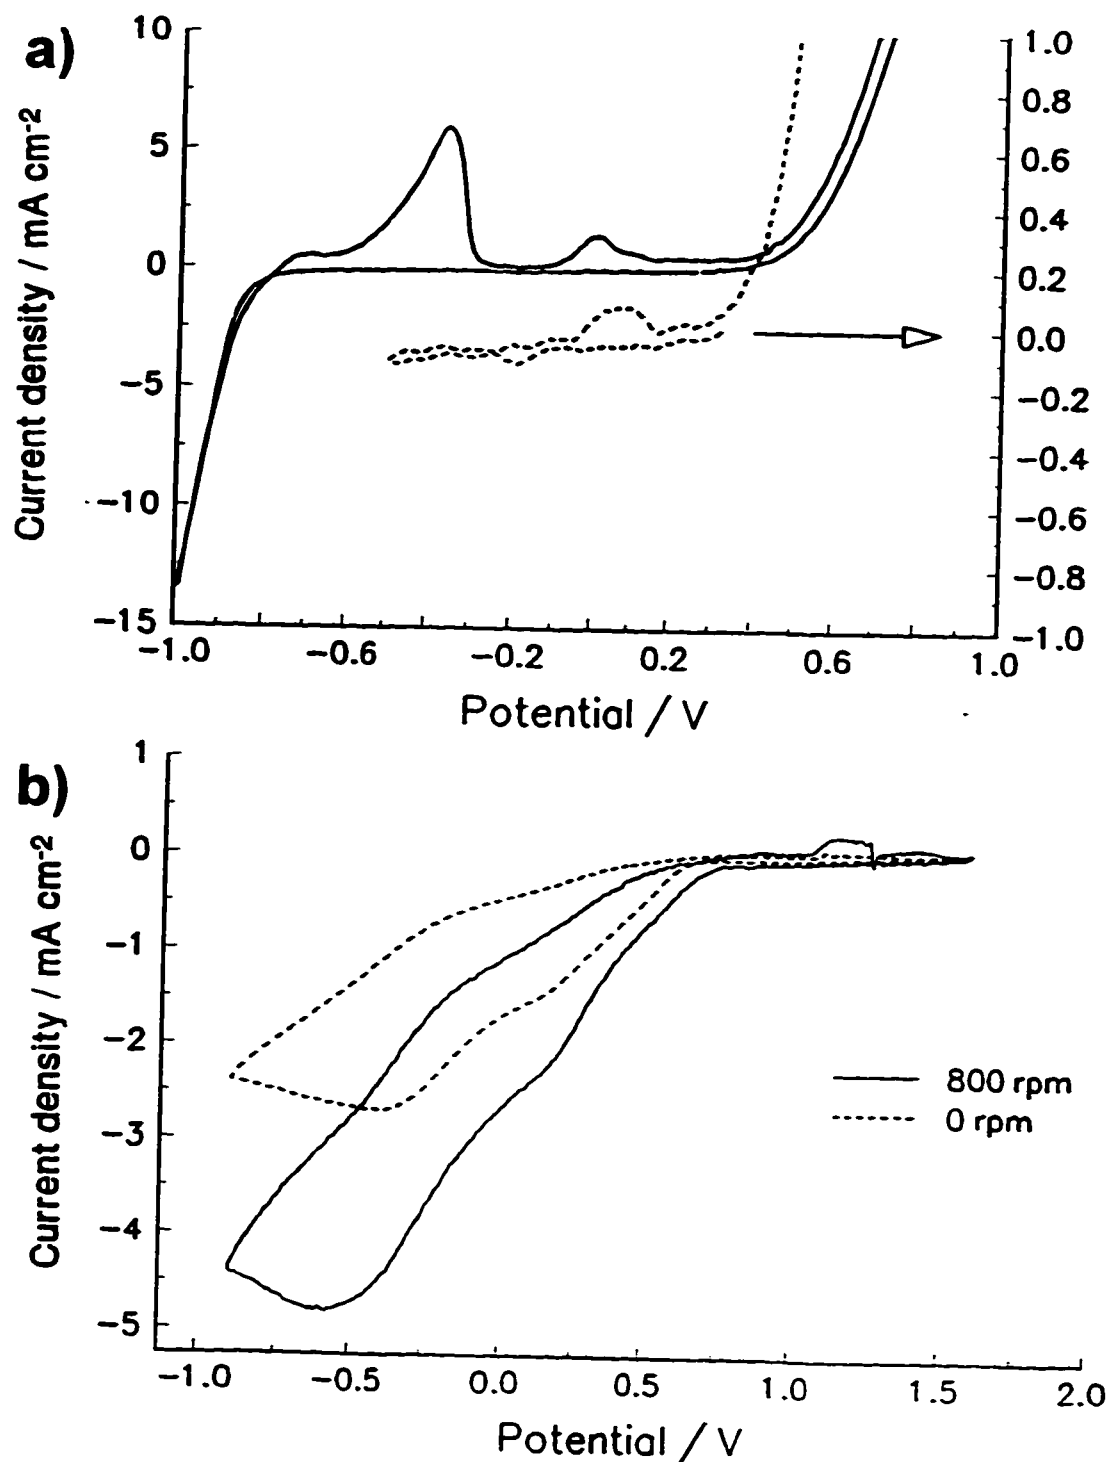 a)
Current density / mA cm⁻²
10
5
0
−5
−10
−15
1.0
0.8
0.6
0.4
0.2
0.0
−0.2
−0.4
−0.6
−0.8
−1.0
−1.0 −0.6 −0.2 0.2 0.6 1.0
Potential / V
b)
Current density / mA cm⁻²
1
0
−1
−2
−3
−4
−5
800 rpm
0 rpm
−1.0 −0.5 0.0 0.5 1.0 1.5 2.0
Potential / V